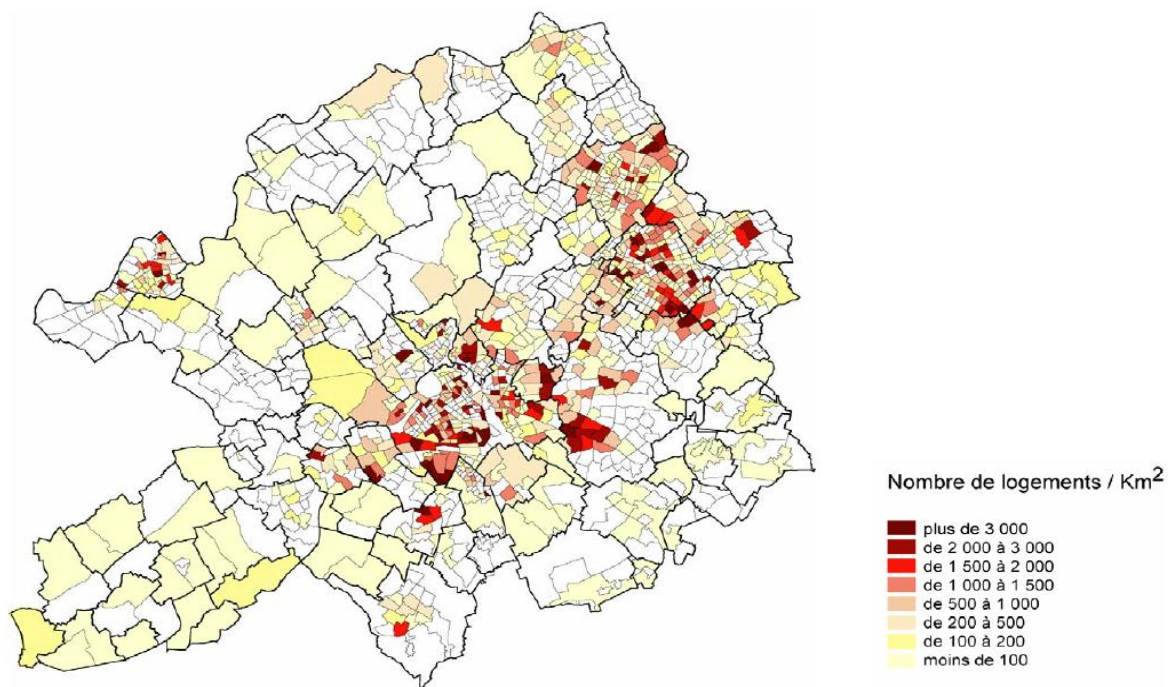 Nombre de logements / Km²
plus de 3 000
de 2 000 à 3 000
de 1 500 à 2 000
de 1 000 à 1 500
de 500 à 1 000
de 200 à 500
de 100 à 200
moins de 100